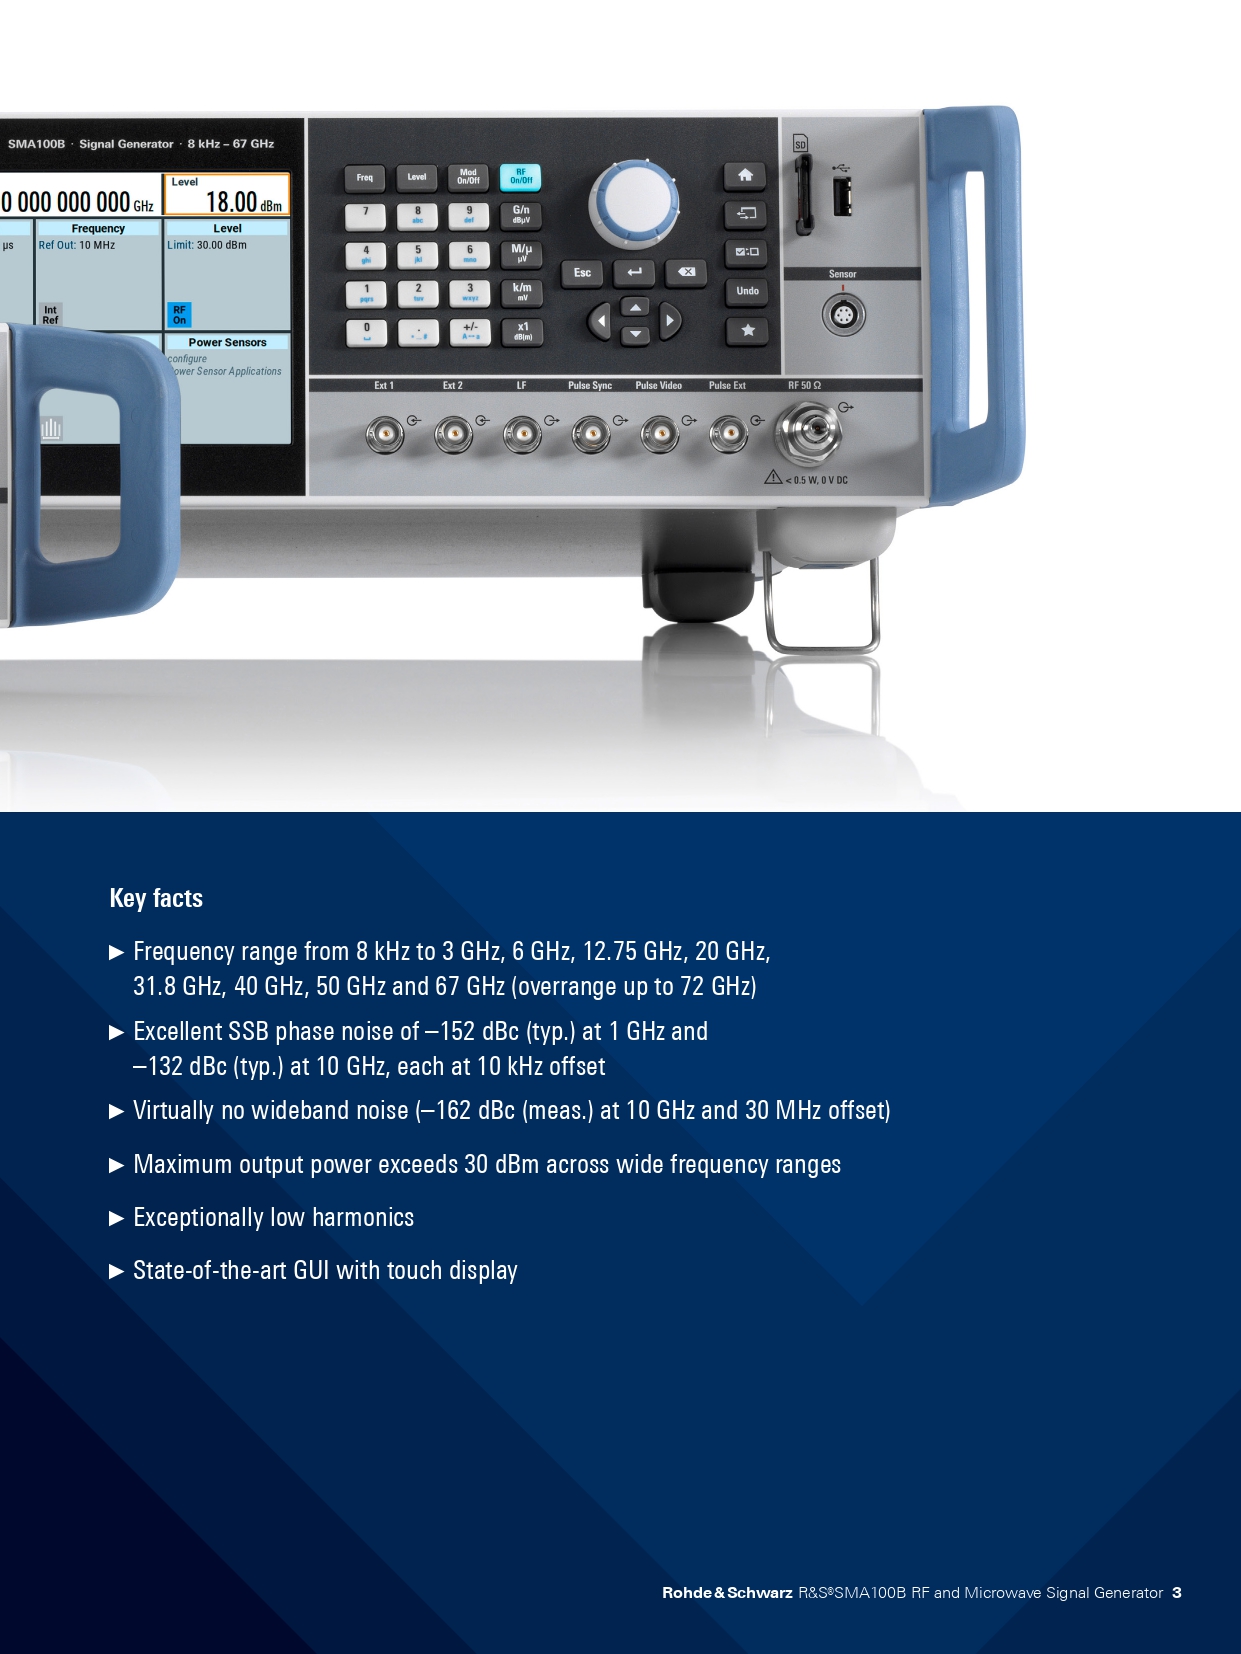 SMA100B · Signal Generator · 8 kHz – 67 GHz
0 000 000 000 GHz
Level
18.00 dBm
Frequency
Level
µs
Ref Out: 10 MHz
Limit: 30.00 dBm
Int
Ref
RF
On
Power Sensors
configure
Power Sensor Applications
Freq
Level
Mod
On/Off
RF
On/Off
7
8
abc
9
def
G/n
dBµV
4
ghi
5
jkl
6
mno
M/µ
µV
1
pqrs
2
tuv
3
wxyz
k/m
mV
0
.
* ... #
+/-
A↔a
x1
dB(m)
Esc
Undo
SD
Sensor
Ext 1
Ext 2
LF
Pulse Sync
Pulse Video
Pulse Ext
RF 50 Ω
< 0.5 W, 0 V DC
Key facts
► Frequency range from 8 kHz to 3 GHz, 6 GHz, 12.75 GHz, 20 GHz,
31.8 GHz, 40 GHz, 50 GHz and 67 GHz (overrange up to 72 GHz)
► Excellent SSB phase noise of –152 dBc (typ.) at 1 GHz and
–132 dBc (typ.) at 10 GHz, each at 10 kHz offset
► Virtually no wideband noise (–162 dBc (meas.) at 10 GHz and 30 MHz offset)
► Maximum output power exceeds 30 dBm across wide frequency ranges
► Exceptionally low harmonics
► State-of-the-art GUI with touch display
Rohde & Schwarz R&S®SMA100B RF and Microwave Signal Generator 3